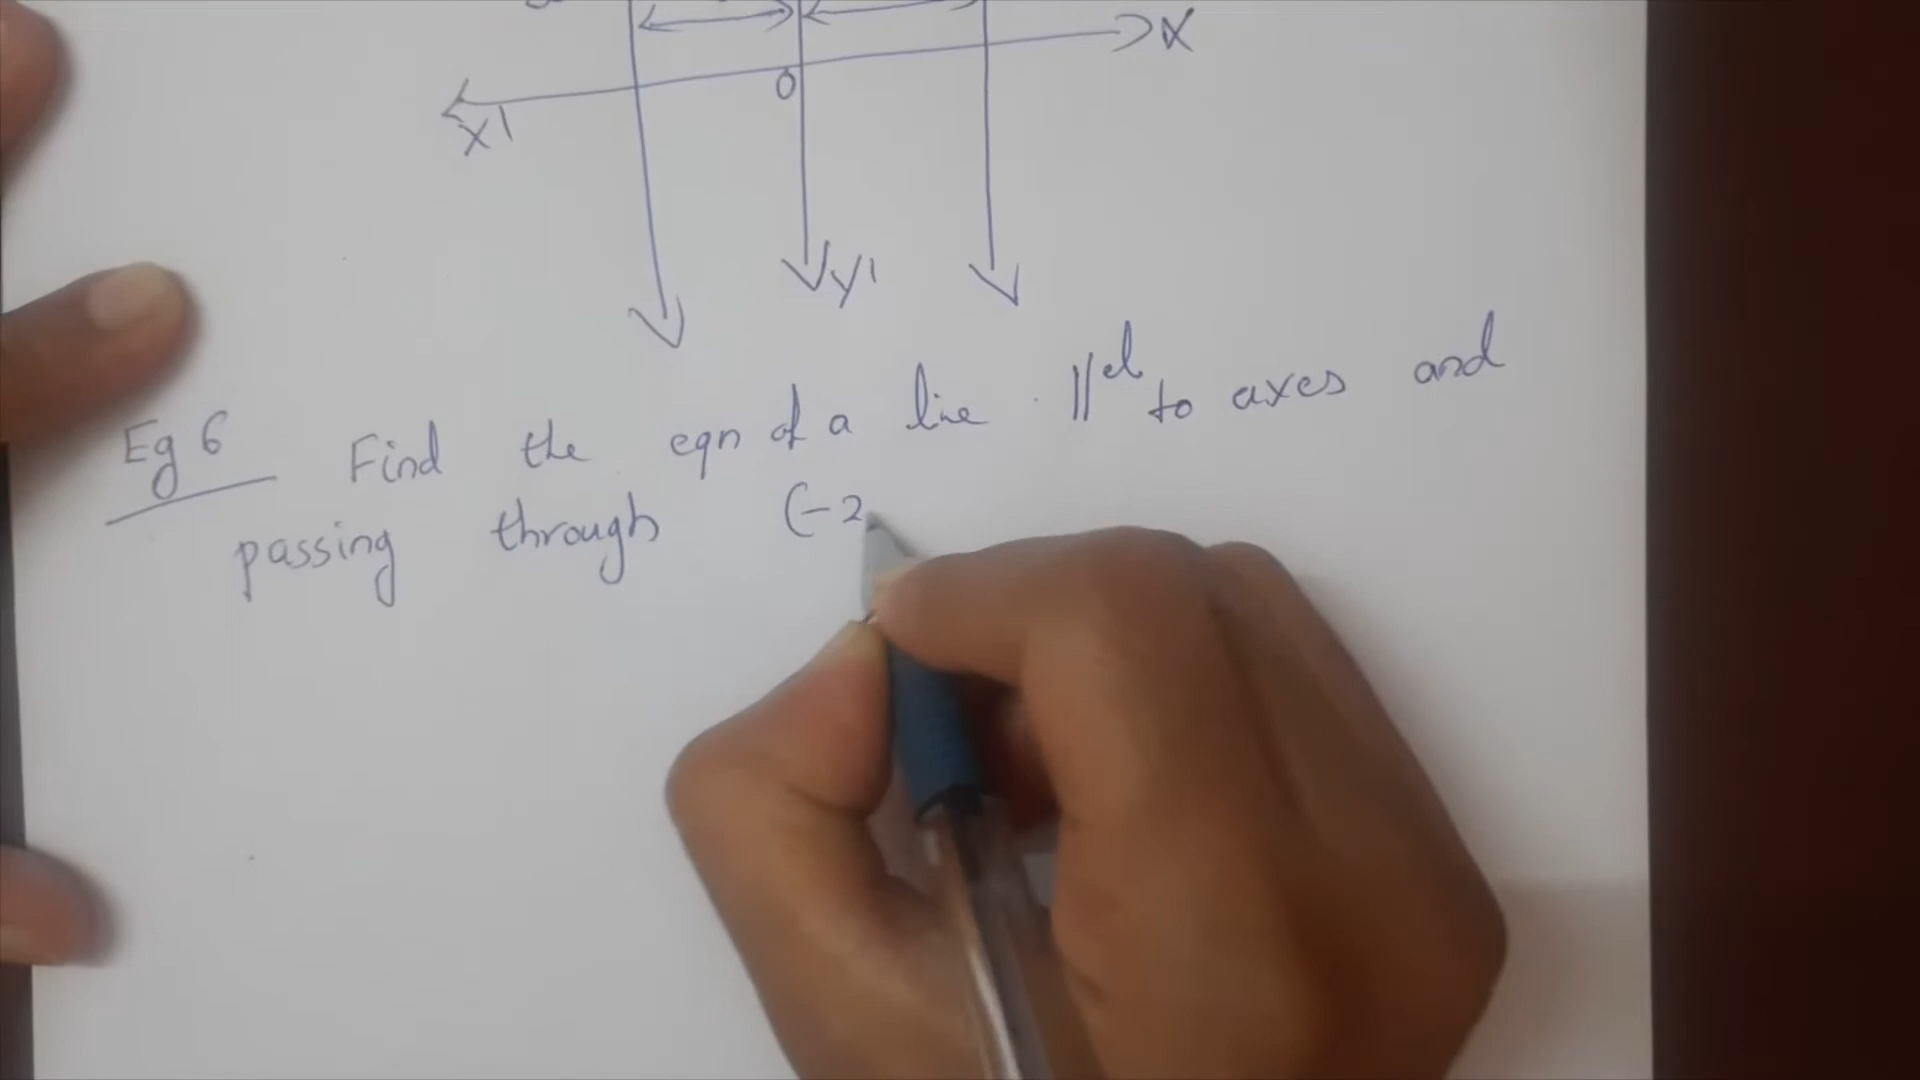 X
0
X'
y'
Eg 6 Find the eqn of a line ||el to axes and
passing through (-2